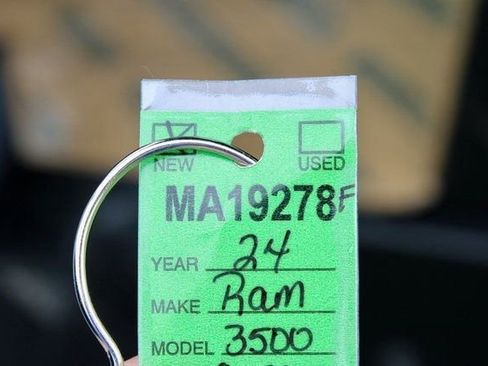 NEW USED
MA19278F
YEAR 24
MAKE Ram
MODEL 3500